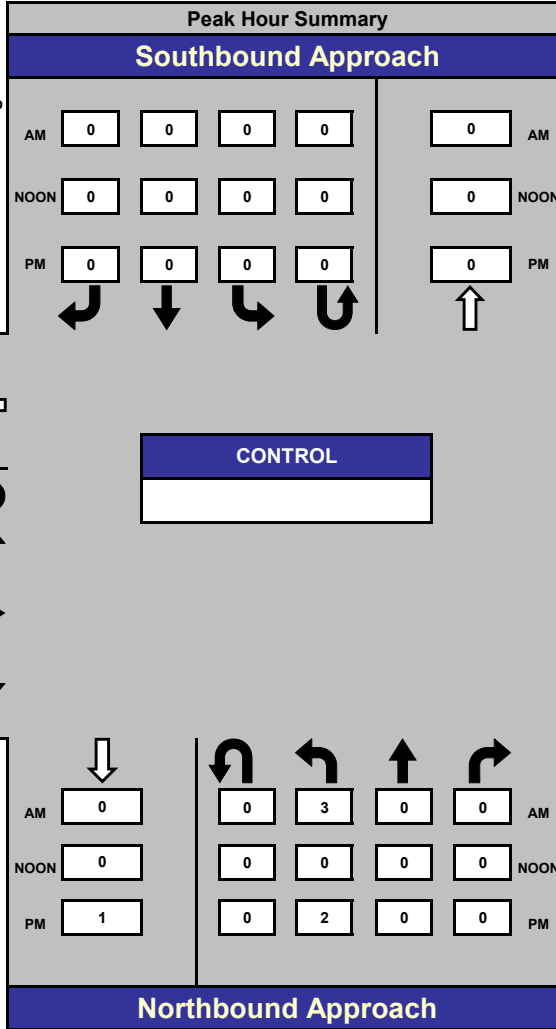 Peak Hour Summary
Southbound Approach
AM 0 0 0 0 0 AM
NOON 0 0 0 0 0 NOON
PM 0 0 0 0 0 PM
CONTROL
AM 0 0 3 0 0 AM
NOON 0 0 0 0 0 NOON
PM 1 0 2 0 0 PM
Northbound Approach